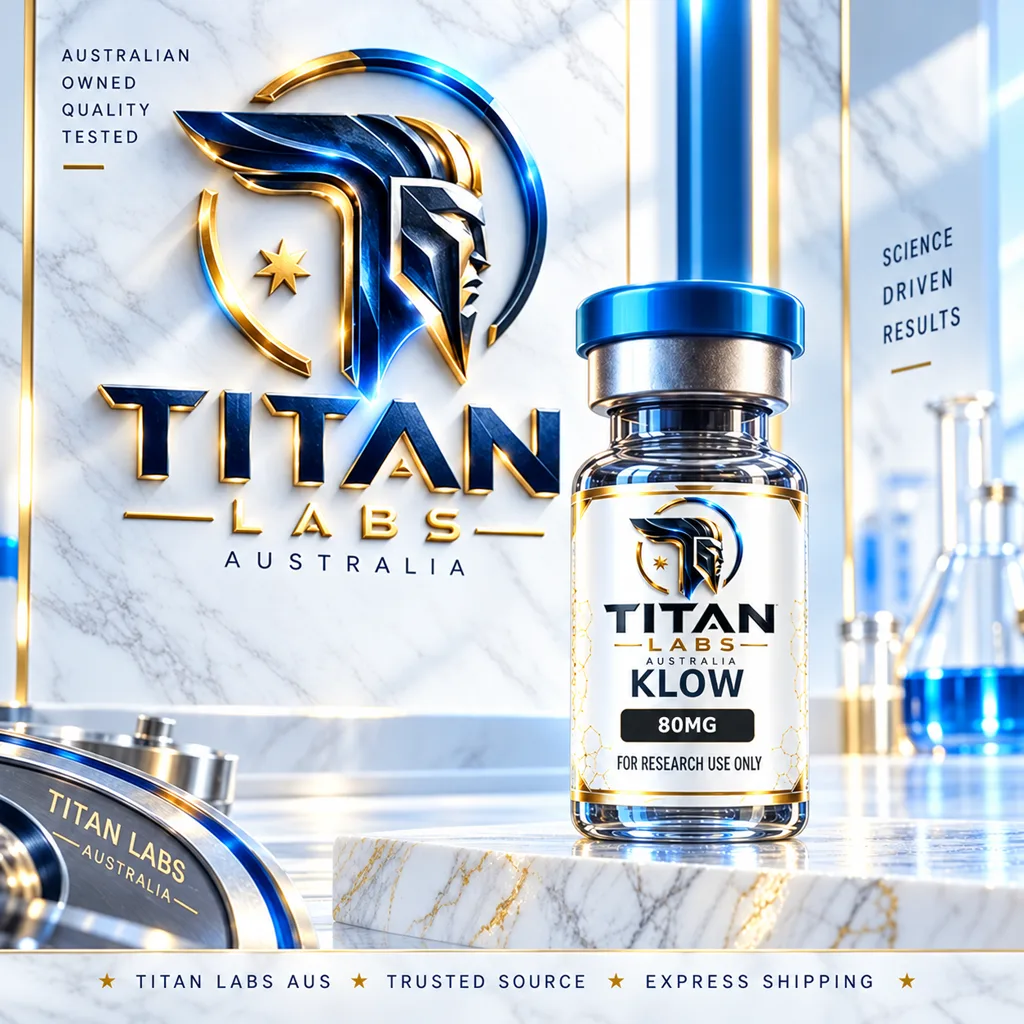 AUSTRALIAN
OWNED
QUALITY
TESTED
TITAN
LABS
AUSTRALIA
SCIENCE
DRIVEN
RESULTS
TITAN
LABS
AUSTRALIA
KLOW
80MG
FOR RESEARCH USE ONLY
TITAN LABS
AUSTRALIA
★ TITAN LABS AUS ★ TRUSTED SOURCE ★ EXPRESS SHIPPING ★